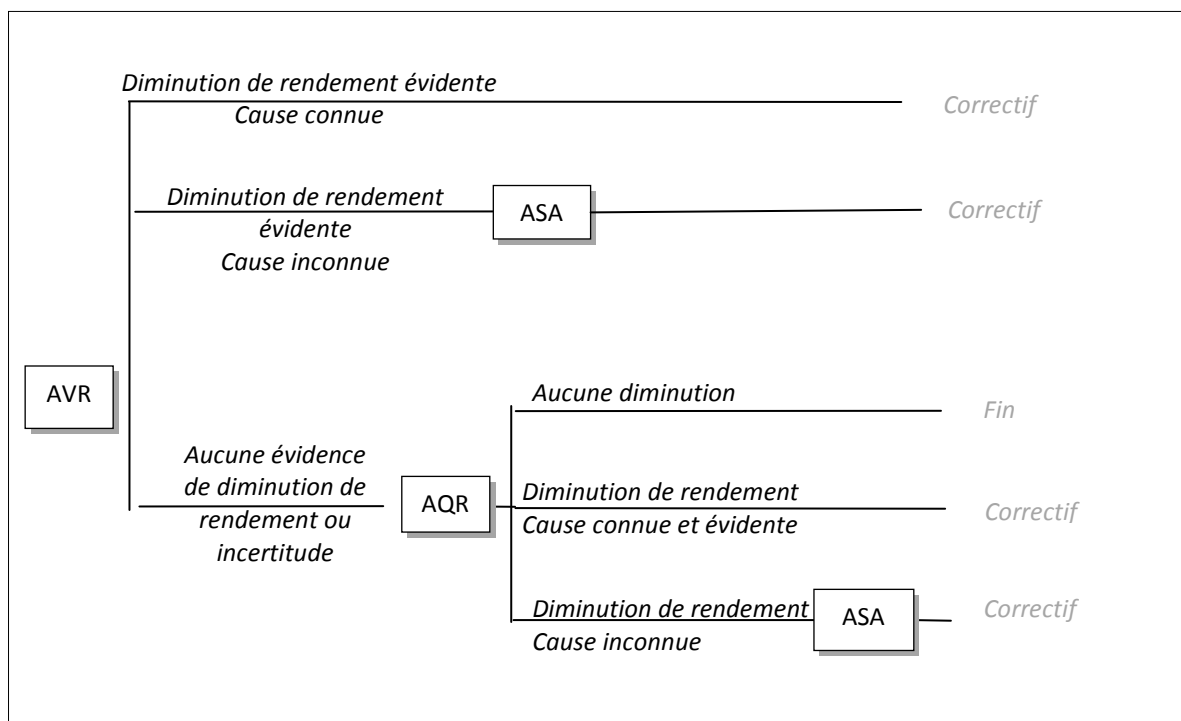 Diminution de rendement évidente
Cause connue
Correctif
Diminution de rendement
évidente
Cause inconnue
ASA
Correctif
AVR
Aucune évidence
de diminution de
rendement ou
incertitude
AQR
Aucune diminution
Fin
Diminution de rendement
Cause connue et évidente
Correctif
Diminution de rendement
Cause inconnue
ASA
Correctif